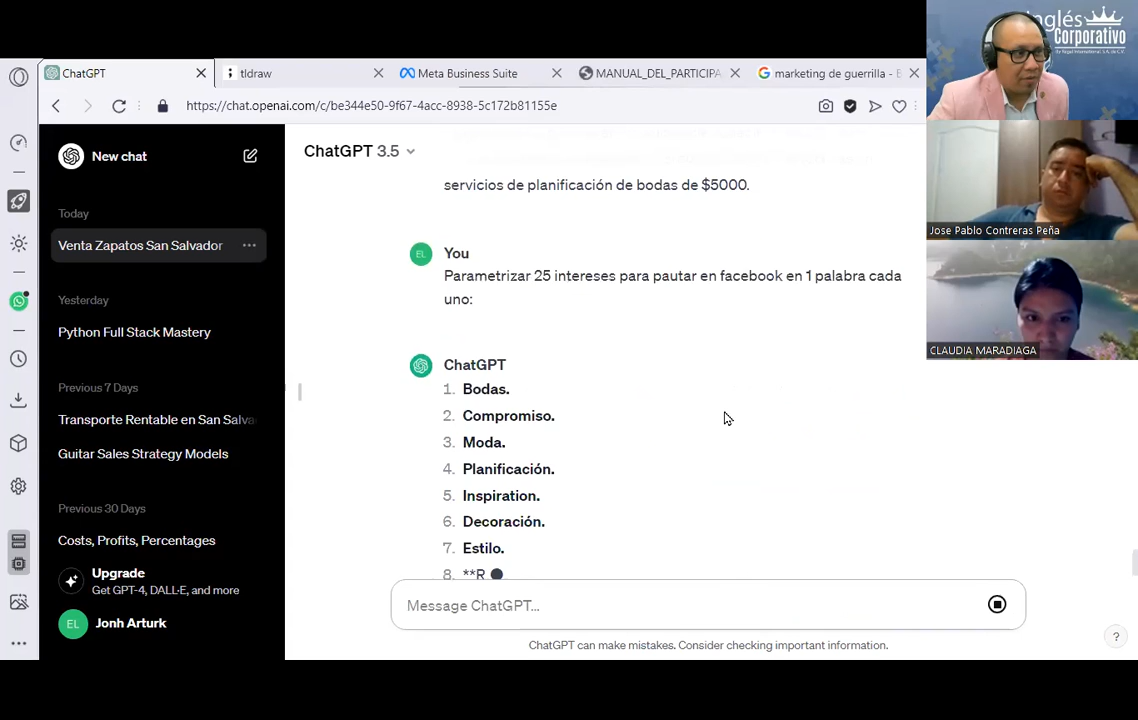 inglés
Corporativo
by Regal International, S.A. de C.V.
ChatGPT
tldraw
Meta Business Suite
MANUAL_DEL_PARTICIPA
marketing de guerrilla - B
https://chat.openai.com/c/be344e50-9f67-4acc-8938-5c172b81155e
New chat
Today
Venta Zapatos San Salvador
Yesterday
Python Full Stack Mastery
Previous 7 Days
Transporte Rentable en San Salva
Guitar Sales Strategy Models
Previous 30 Days
Costs, Profits, Percentages
Upgrade
Get GPT-4, DALL·E, and more
EL
Jonh Arturk
ChatGPT 3.5
servicios de planificación de bodas de $5000.
EL
You
Parametrizar 25 intereses para pautar en facebook en 1 palabra cada
uno:
ChatGPT
1. Bodas.
2. Compromiso.
3. Moda.
4. Planificación.
5. Inspiration.
6. Decoración.
7. Estilo.
8. **R
Message ChatGPT...
ChatGPT can make mistakes. Consider checking important information.
?
Jose Pablo Contreras Peña
CLAUDIA MARADIAGA